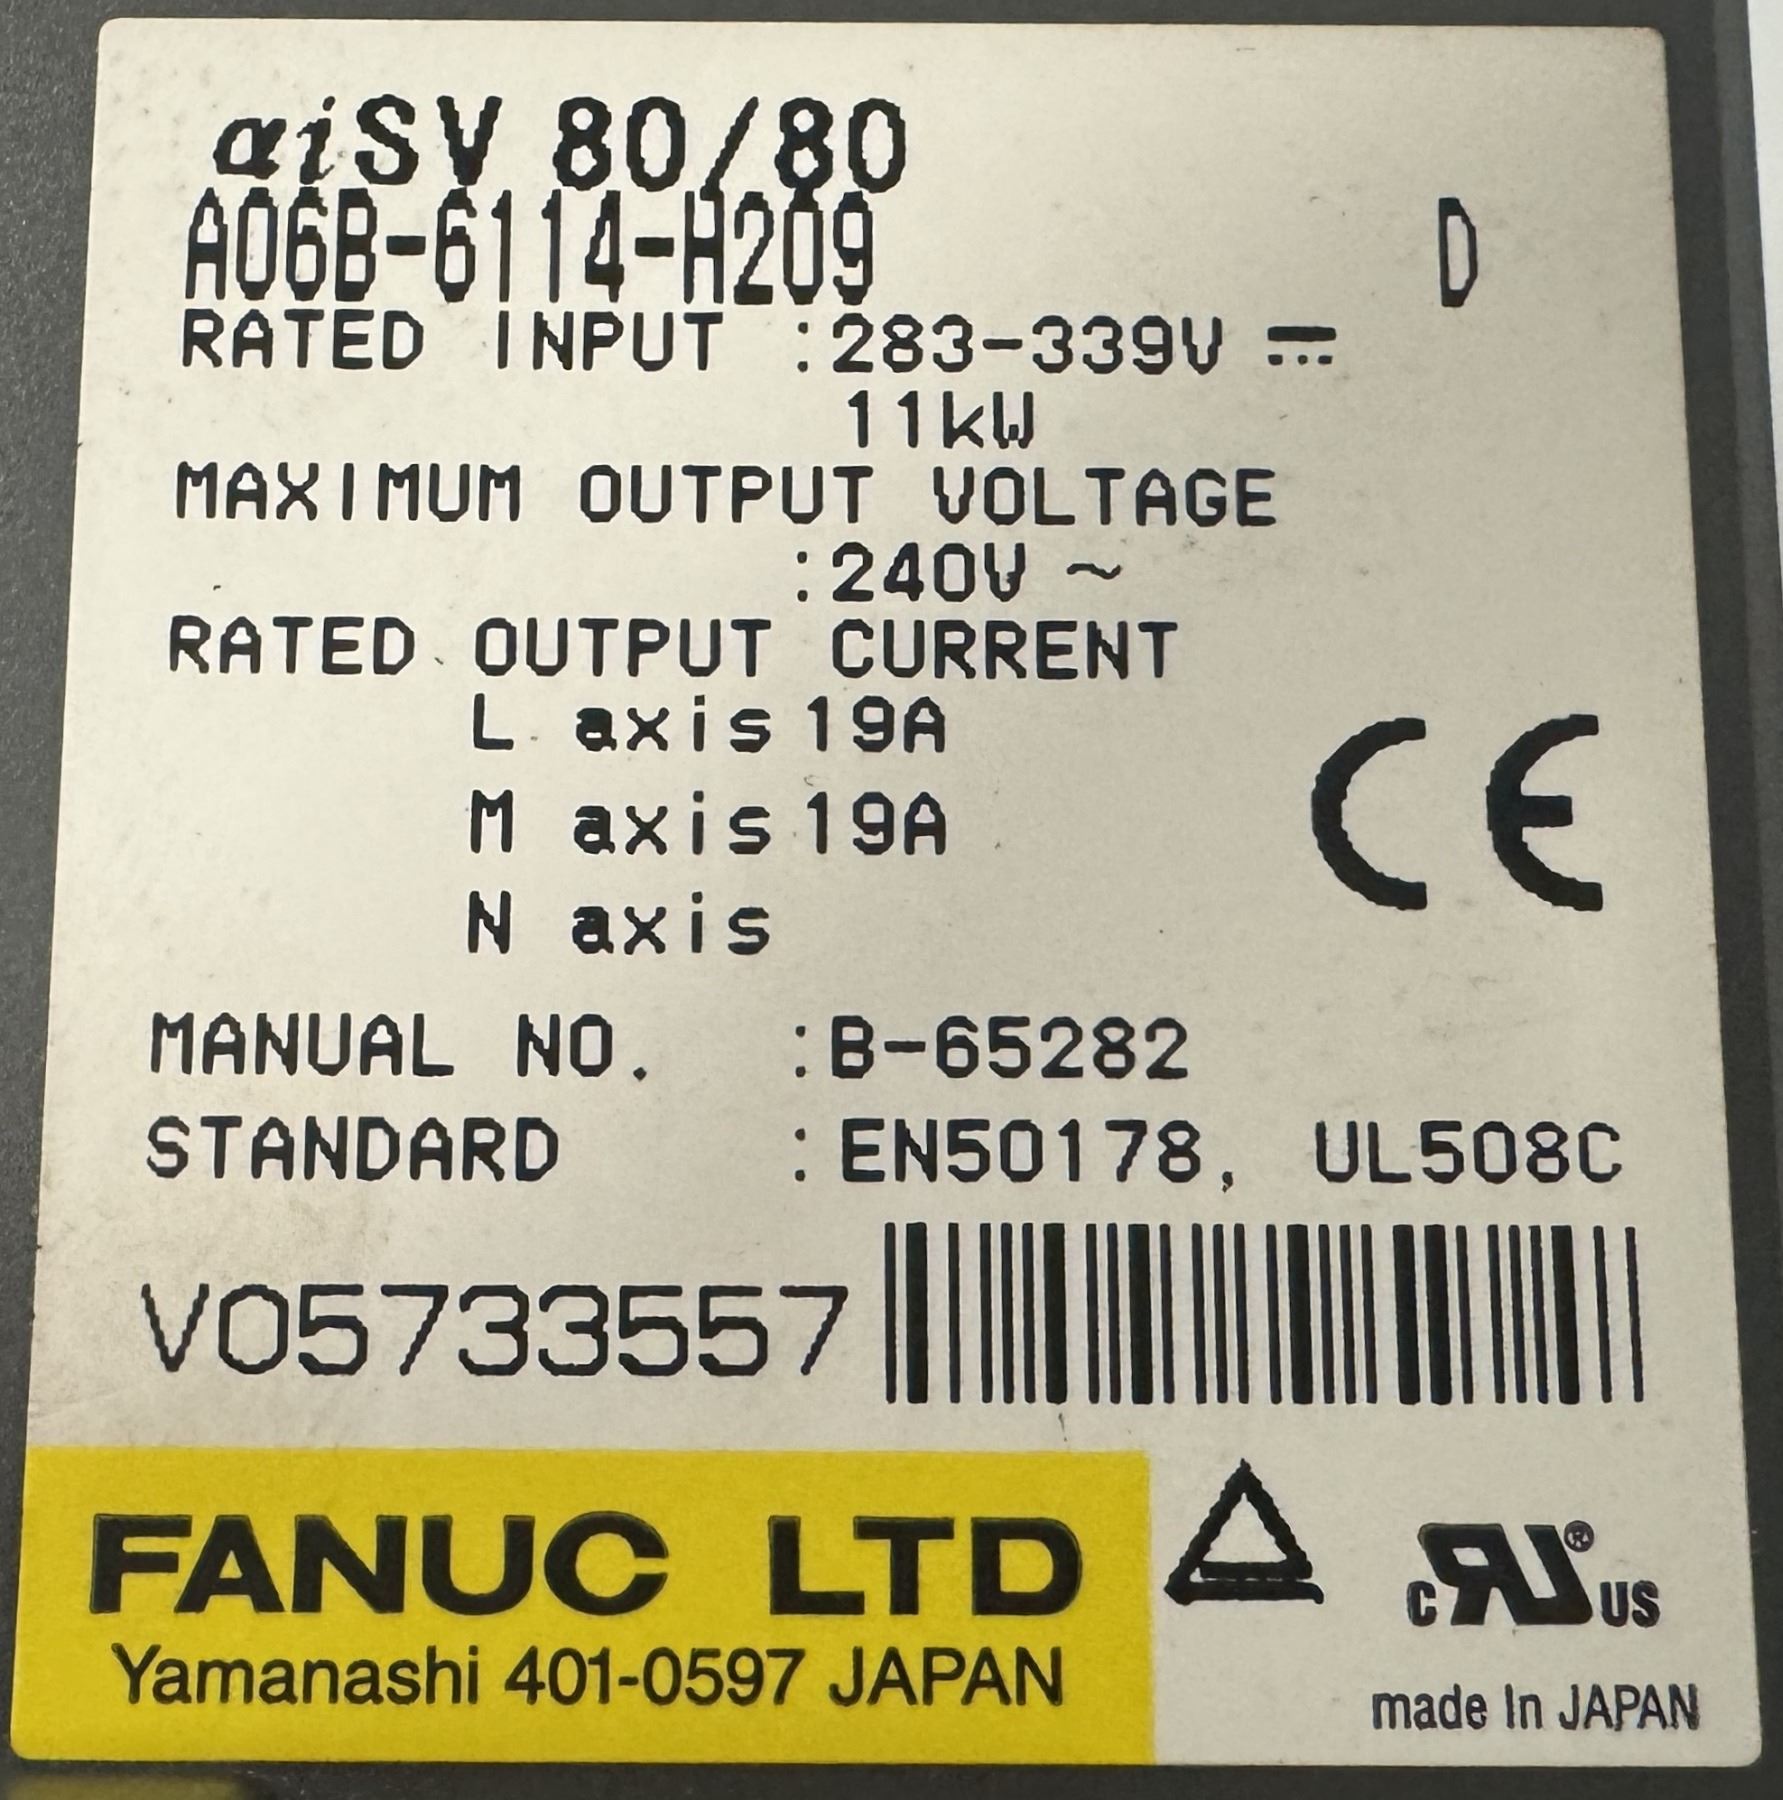 αiSV 80/80
A06B-6114-H209 D
RATED INPUT :283-339V ⎓
11kW
MAXIMUM OUTPUT VOLTAGE
:240V ~
RATED OUTPUT CURRENT
L axis 19A
M axis 19A
N axis
CE
MANUAL NO. :B-65282
STANDARD :EN50178, UL508C
V05733557
FANUC LTD
Yamanashi 401-0597 JAPAN
c RU ® US
made In JAPAN